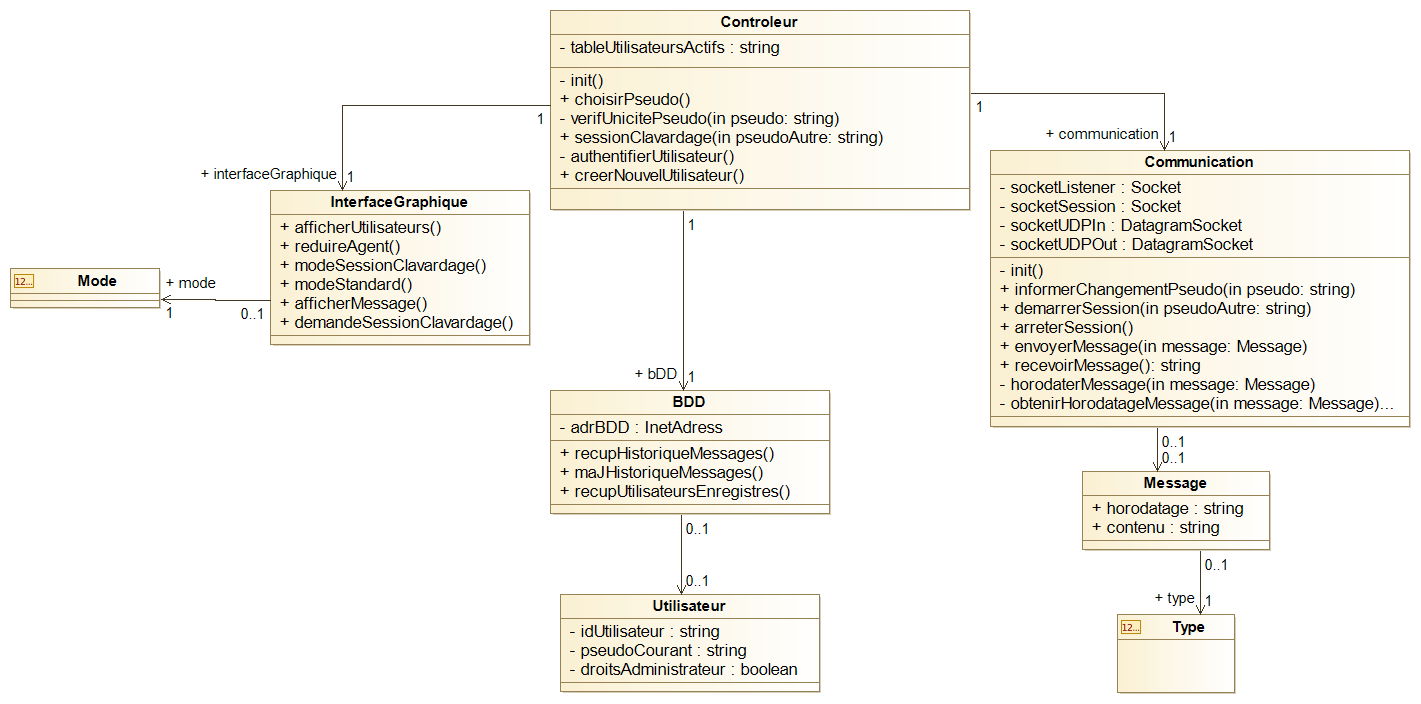 Controleur
- tableUtilisateursActifs : string
- init()
+ choisirPseudo()
- verifUnicitePseudo(in pseudo: string)
+ sessionClavardage(in pseudoAutre: string)
- authentifierUtilisateur()
+ creerNouvelUtilisateur()
1
+ interfaceGraphique
1
InterfaceGraphique
+ afficherUtilisateurs()
+ reduireAgent()
+ modeSessionClavardage()
+ modeStandard()
+ afficherMessage()
+ demandeSessionClavardage()
12... Mode
+ mode
1
0..1
1
+ bDD
1
BDD
- adrBDD : InetAdress
+ recupHistoriqueMessages()
+ maJHistoriqueMessages()
+ recupUtilisateursEnregistres()
0..1
0..1
Utilisateur
- idUtilisateur : string
- pseudoCourant : string
- droitsAdministrateur : boolean
1
+ communication
1
Communication
- socketListener : Socket
- socketSession : Socket
- socketUDPIn : DatagramSocket
- socketUDPOut : DatagramSocket
- init()
+ informerChangementPseudo(in pseudo: string)
+ demarrerSession(in pseudoAutre: string)
+ arreterSession()
+ envoyerMessage(in message: Message)
+ recevoirMessage(): string
- horodaterMessage(in message: Message)
- obtenirHorodatageMessage(in message: Message)...
0..1
0..1
Message
+ horodatage : string
+ contenu : string
0..1
+ type
1
12... Type